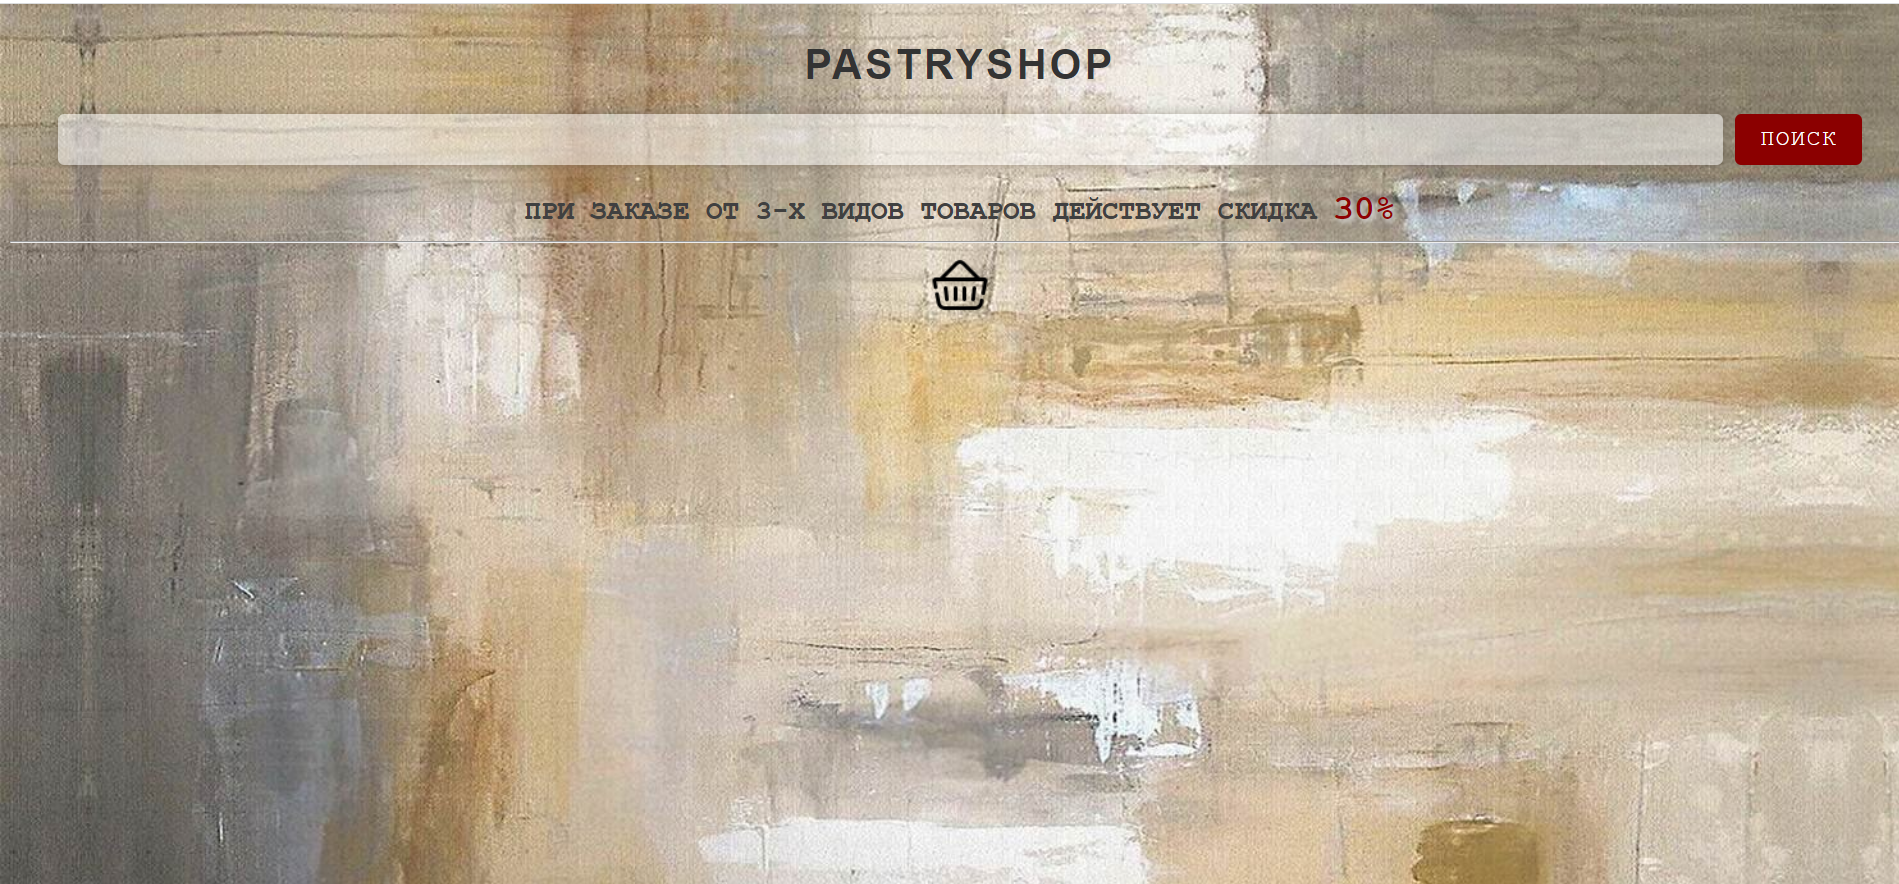 PASTRYSHOP
ПОИСК
ПРИ ЗАКАЗЕ ОТ 3-Х ВИДОВ ТОВАРОВ ДЕЙСТВУЕТ СКИДКА 30%